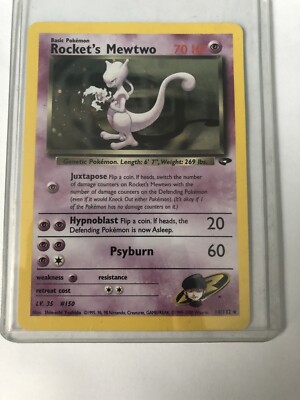 Basic Pokémon
Rocket's Mewtwo
70
Genetic Pokémon. Length: 6' 7", Weight: 269 lbs.
Juxtapose Flip a coin. If heads, switch the number
of damage counters on Rocket's Mewtwo with the
number of damage counters on the Defending Pokémon
(even if it would Knock Out either Pokémon). (It's okay if
1 of the Pokémon has no damage counters on it.)
Hypnoblast Flip a coin. If heads, the
Defending Pokémon is now Asleep.
20
Psyburn
60
weakness
resistance
retreat cost
LV. 35 #150